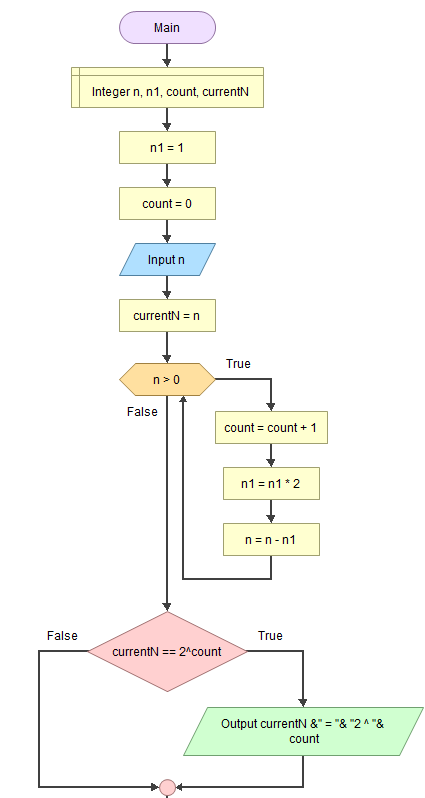 Main
Integer n, n1, count, currentN
n1 = 1
count = 0
Input n
currentN = n
n > 0
True
False
count = count + 1
n1 = n1 * 2
n = n - n1
False
currentN == 2^count
True
Output currentN &" = "& "2 ^ "&
count